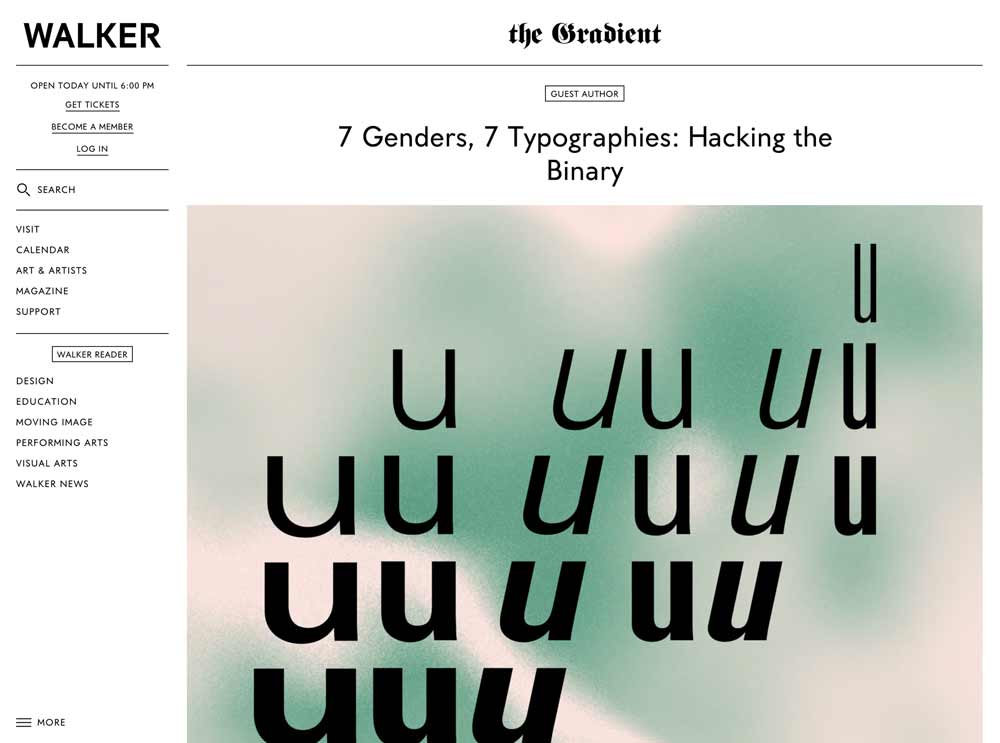 WALKER
OPEN TODAY UNTIL 6:00 PM
GET TICKETS
BECOME A MEMBER
LOG IN
SEARCH
VISIT
CALENDAR
ART & ARTISTS
MAGAZINE
SUPPORT
WALKER READER
DESIGN
EDUCATION
MOVING IMAGE
PERFORMING ARTS
VISUAL ARTS
WALKER NEWS
MORE
the Gradient
GUEST AUTHOR
7 Genders, 7 Typographies: Hacking the
Binary
u
u u u u u
u u u u u u
u u u u u
u u u